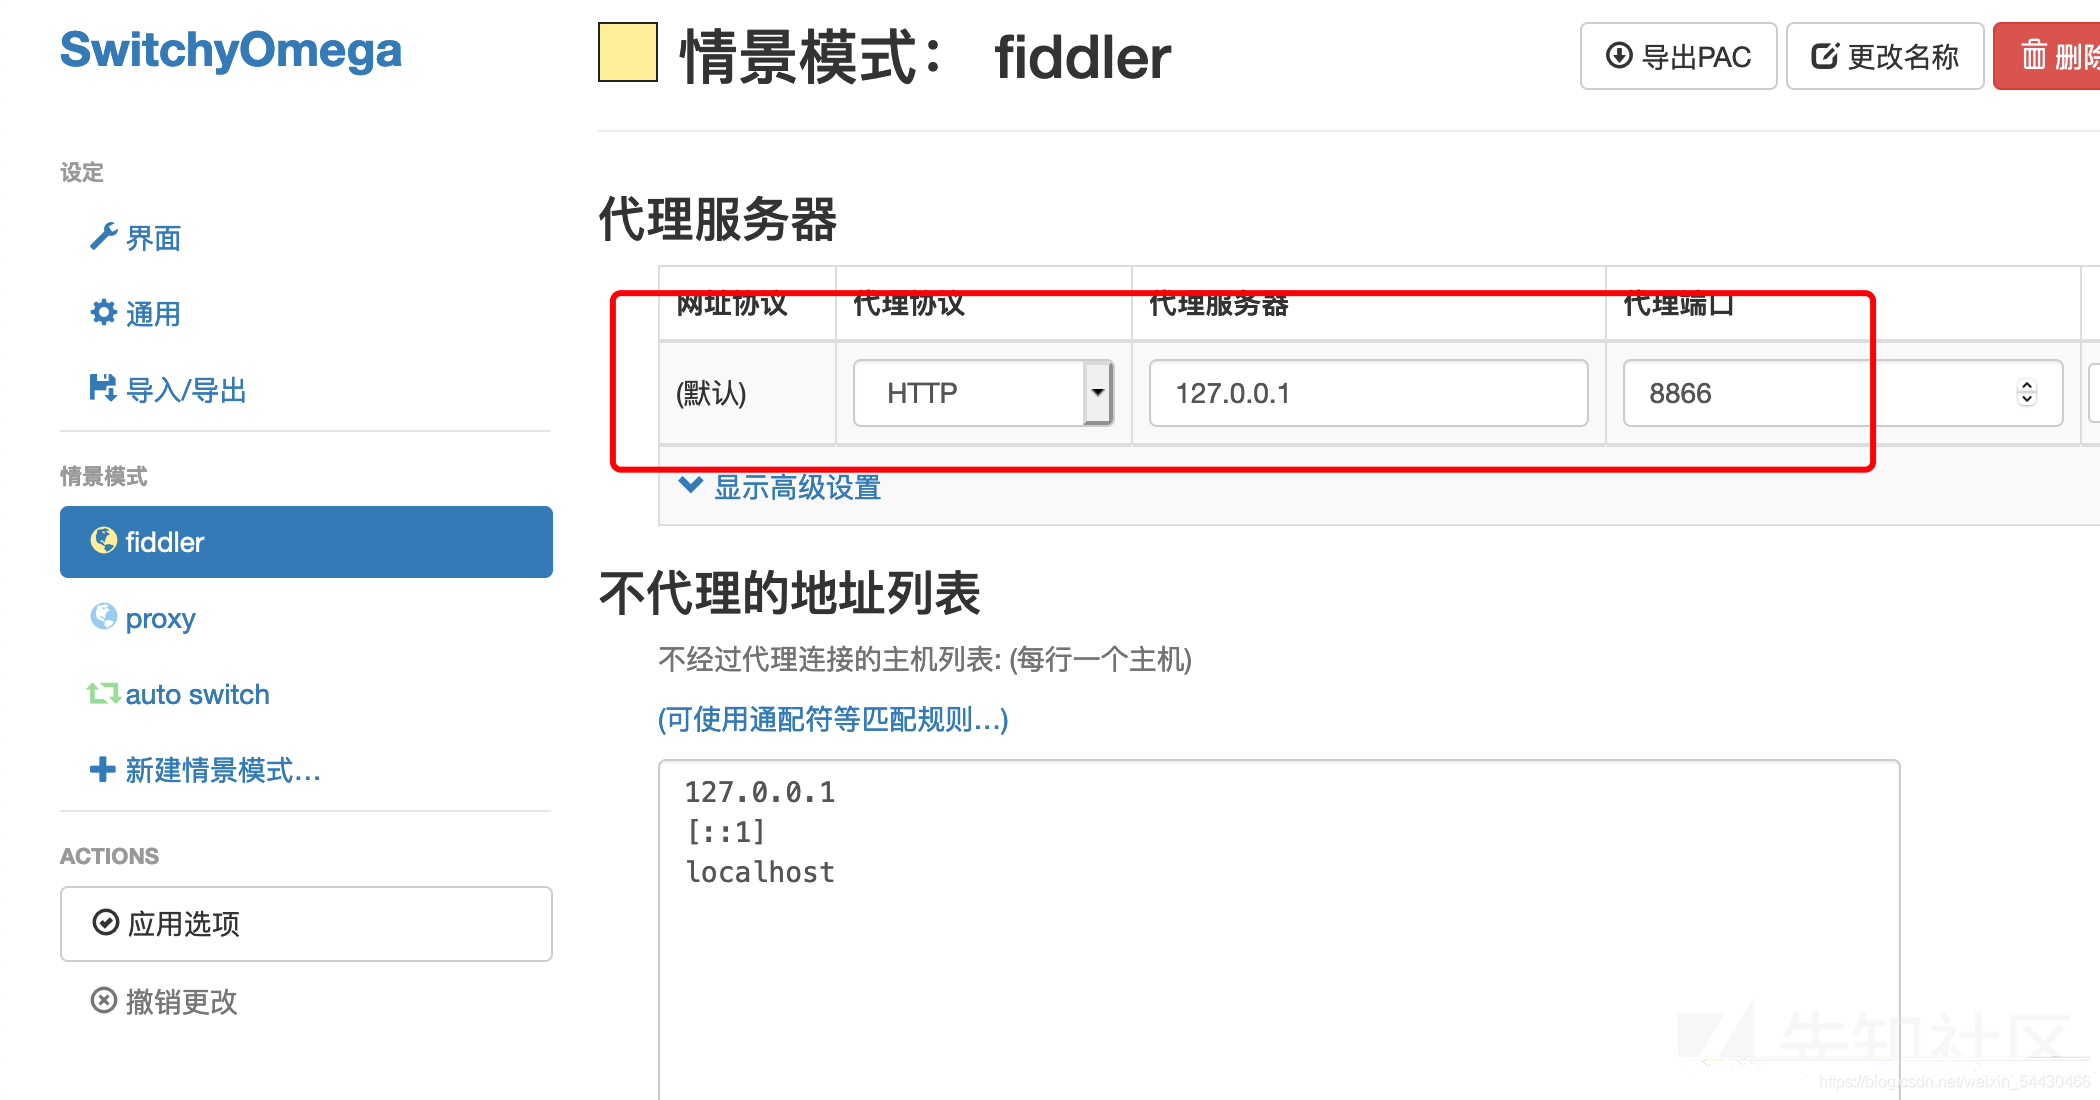 SwitchyOmega
设定
界面
通用
导入/导出
情景模式
fiddler
proxy
auto switch
新建情景模式...
ACTIONS
应用选项
撤销更改
情景模式： fiddler
导出PAC
更改名称
删除
代理服务器
网址协议 代理协议 代理服务器 代理端口
(默认) HTTP 127.0.0.1 8866
显示高级设置
不代理的地址列表
不经过代理连接的主机列表: (每行一个主机)
(可使用通配符等匹配规则...)
127.0.0.1
[::1]
localhost
先知社区
https://blog.csdn.net/weixin_54430466